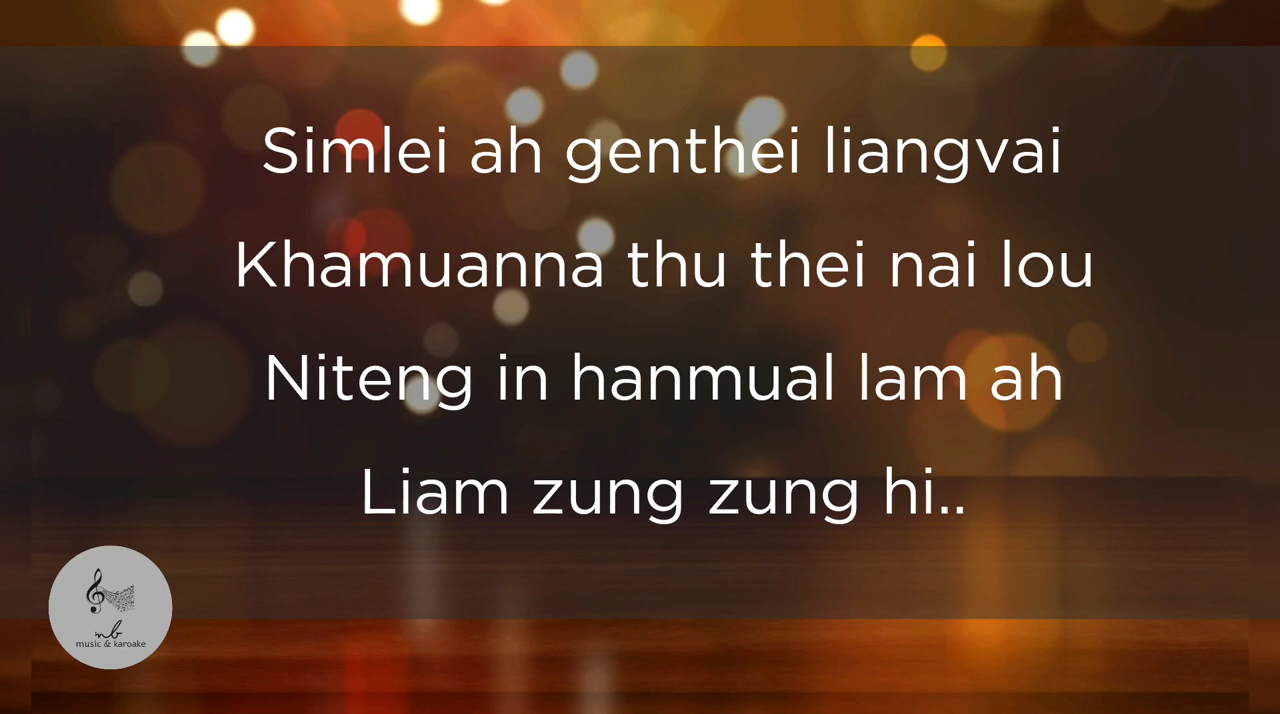 Simlei ah genthei liangvai
Khamuanna thu thei nai lou
Niteng in hanmual lam ah
Liam zung zung hi..
nb
music & karoake